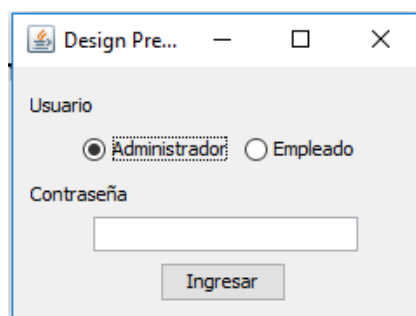 Design Pre...
Usuario
Administrador Empleado
Contraseña
Ingresar